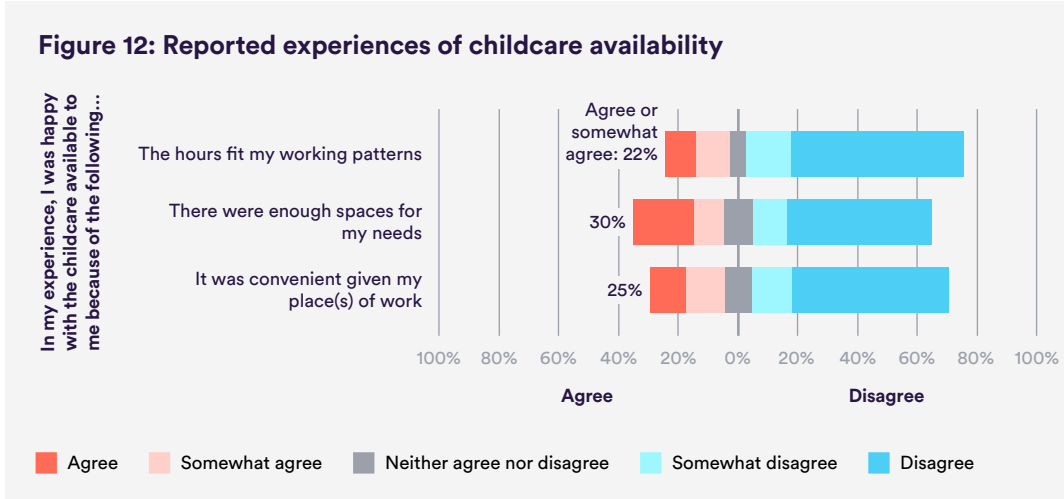 Figure 12: Reported experiences of childcare availability
In my experience, I was happy
with the childcare available to
me because of the following...
Agree or
somewhat
agree: 22%
The hours fit my working patterns
There were enough spaces for
my needs
30%
It was convenient given my
place(s) of work
25%
100% 80% 60% 40% 20% 0% 20% 40% 60% 80% 100%
Agree Disagree
Agree Somewhat agree Neither agree nor disagree Somewhat disagree Disagree